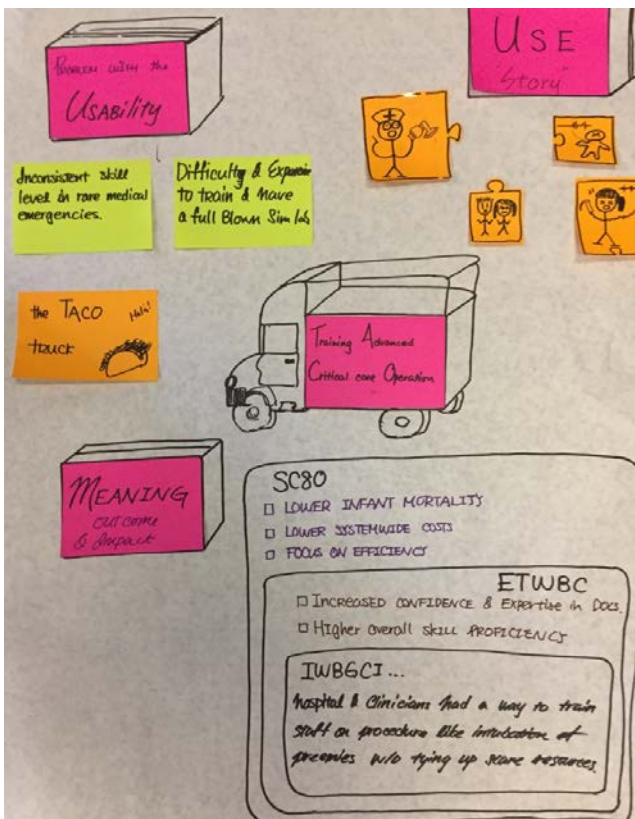 PROBLEM WITH the
USABILITY
USE
"Story"
Inconsistent skill
level in rare medical
emergencies.
Difficulty & Expensive
to train & have
a full Blown Sim lab
the TACO
truck
Training Advanced
Critical care Operation
MEANING
outcome
& Impact
SC80
LOWER INFANT MORTALITY
LOWER SYSTEMWIDE COSTS
FOCUS ON EFFICIENCY
ETWBC
INCREASED CONFIDENCE & Expertise in Docs.
Higher overall skill PROFICIENCY
IWBGCI...
hospital & Clinicians had a way to train
staff on procedure like intubation of
preemies w/o tying up scare resources.